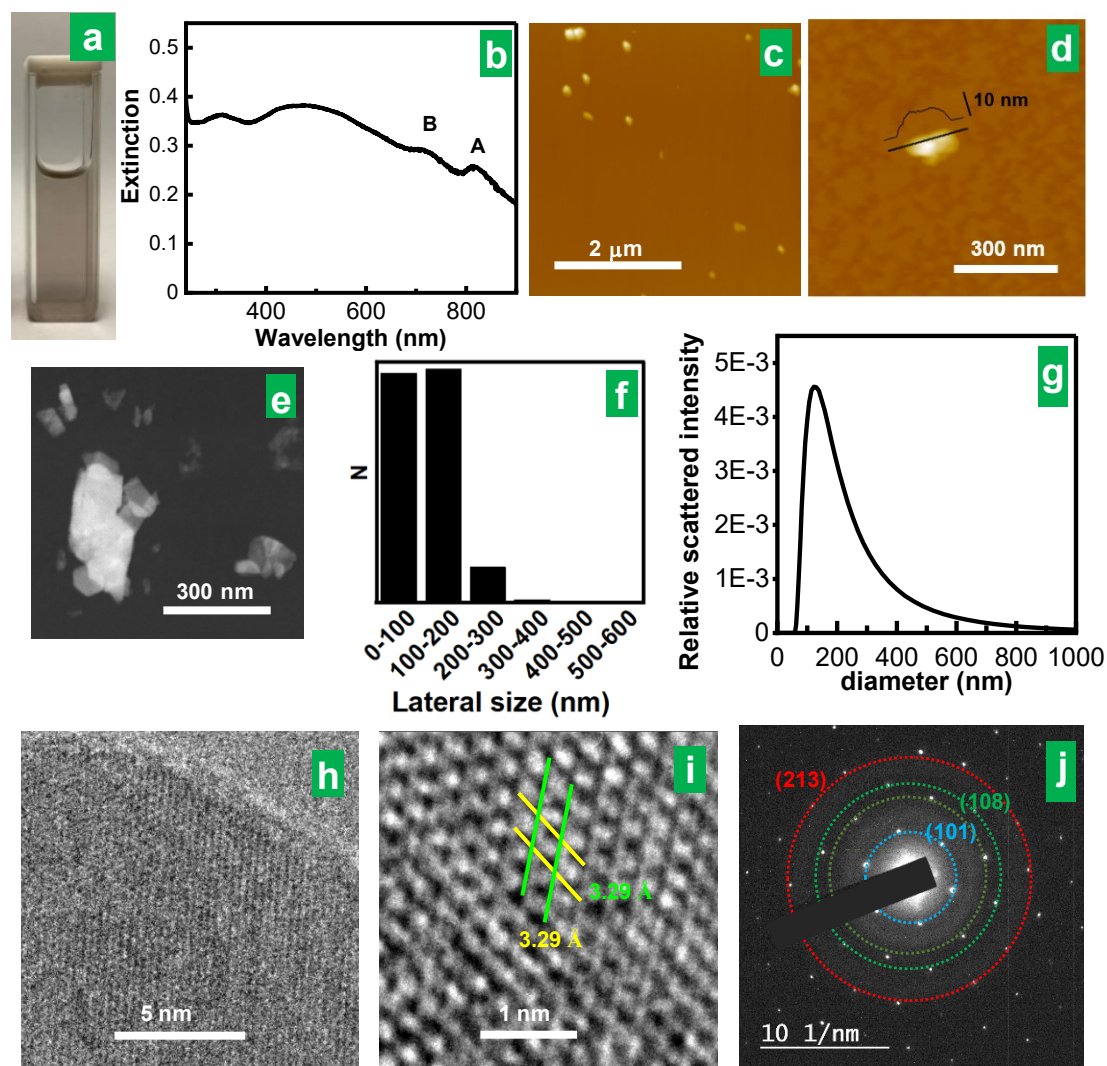 a
b
0.5
0.4
0.3
0.2
0.1
0
Extinction
B
A
400
600
800
Wavelength (nm)
c
2 μm
d
10 nm
300 nm
e
300 nm
f
N
0-100
100-200
200-300
300-400
400-500
500-600
Lateral size (nm)
g
Relative scattered intensity
5E-3
4E-3
3E-3
2E-3
1E-3
0
0
200
400
600
800
1000
diameter (nm)
h
5 nm
i
3.29 Å
3.29 Å
1 nm
j
(213)
(108)
(101)
10 1/nm